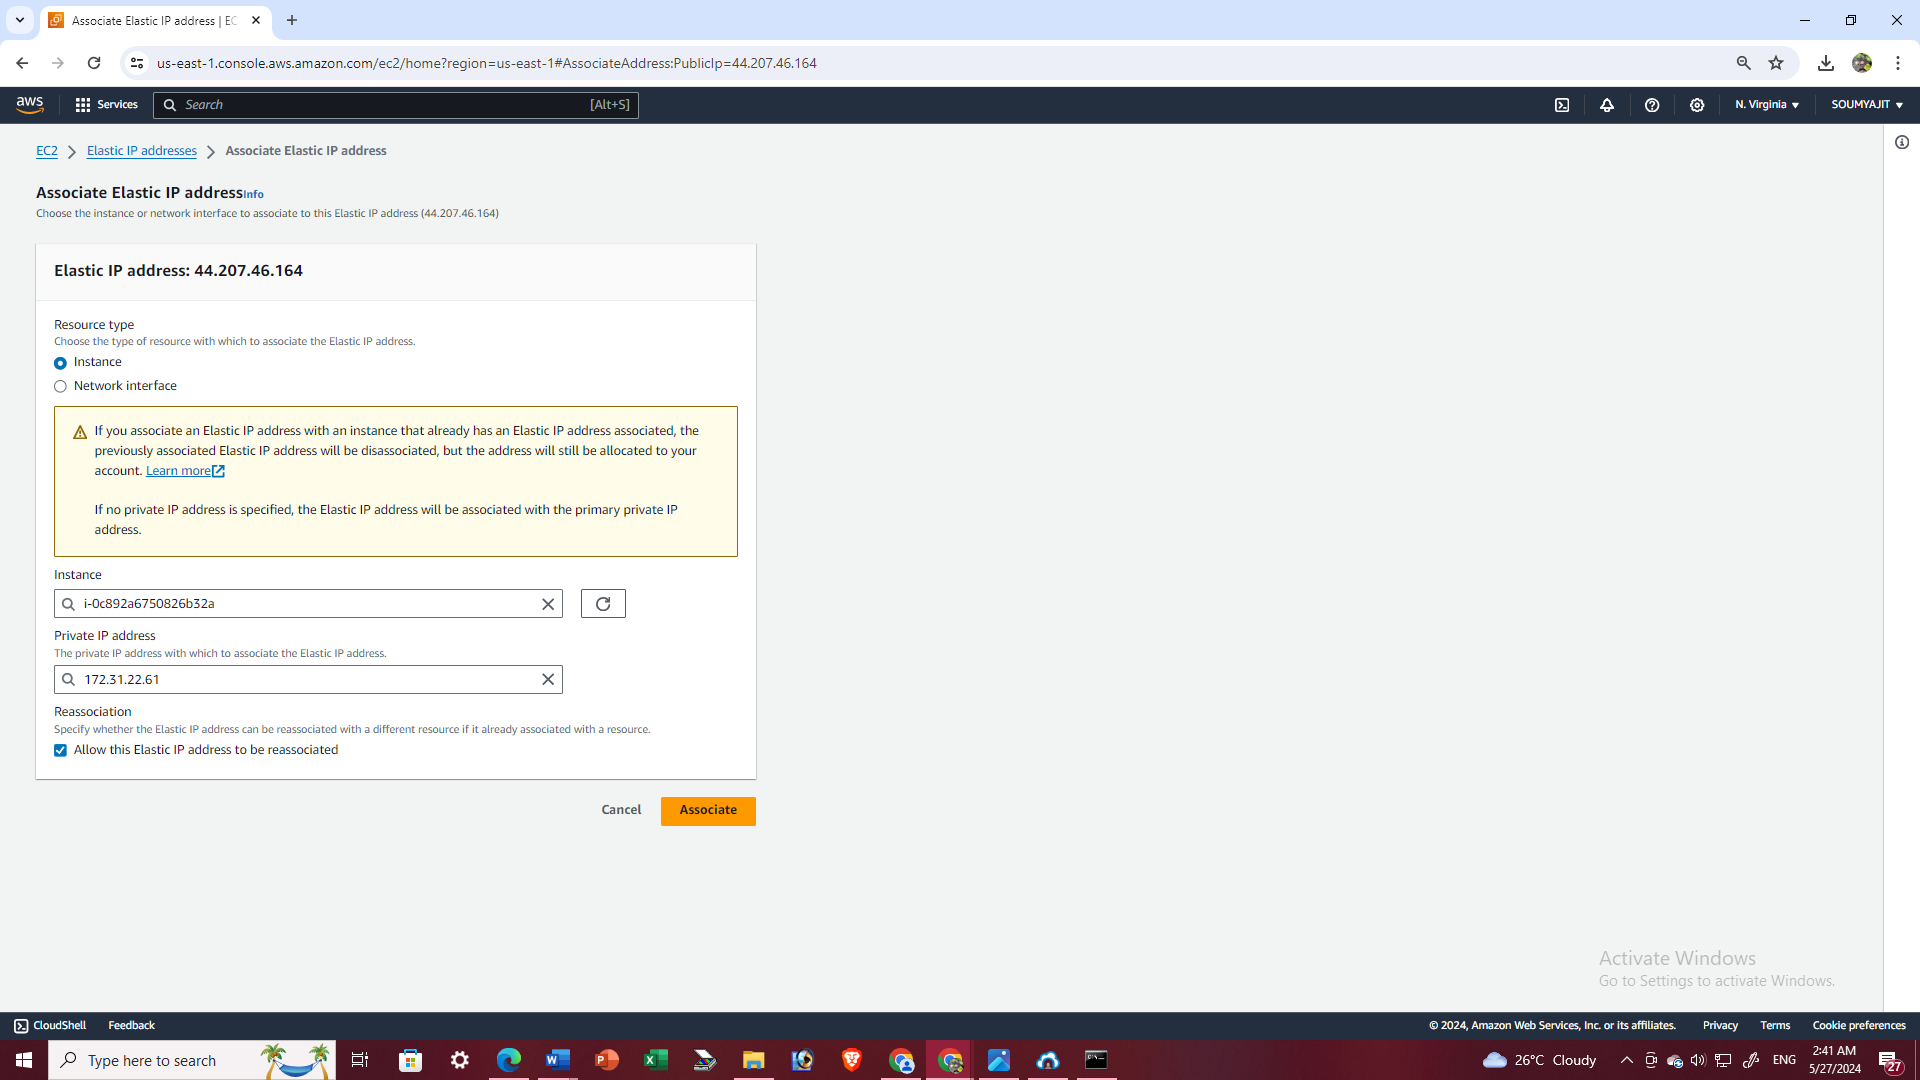 Associate Elastic IP address | EC
us-east-1.console.aws.amazon.com/ec2/home?region=us-east-1#AssociateAddress:PublicIp=44.207.46.164
aws Services Search [Alt+S] N. Virginia SOUMYAJIT
EC2 Elastic IP addresses Associate Elastic IP address
Associate Elastic IP address Info
Choose the instance or network interface to associate to this Elastic IP address (44.207.46.164)
Elastic IP address: 44.207.46.164
Resource type
Choose the type of resource with which to associate the Elastic IP address.
Instance
Network interface
If you associate an Elastic IP address with an instance that already has an Elastic IP address associated, the
previously associated Elastic IP address will be disassociated, but the address will still be allocated to your
account. Learn more
If no private IP address is specified, the Elastic IP address will be associated with the primary private IP
address.
Instance
i-0c892a6750826b32a
Private IP address
The private IP address with which to associate the Elastic IP address.
172.31.22.61
Reassociation
Specify whether the Elastic IP address can be reassociated with a different resource if it already associated with a resource.
Allow this Elastic IP address to be reassociated
Cancel Associate
Activate Windows
Go to Settings to activate Windows.
CloudShell Feedback © 2024, Amazon Web Services, Inc. or its affiliates. Privacy Terms Cookie preferences
Type here to search 26°C Cloudy ENG 2:41 AM
5/27/2024 27